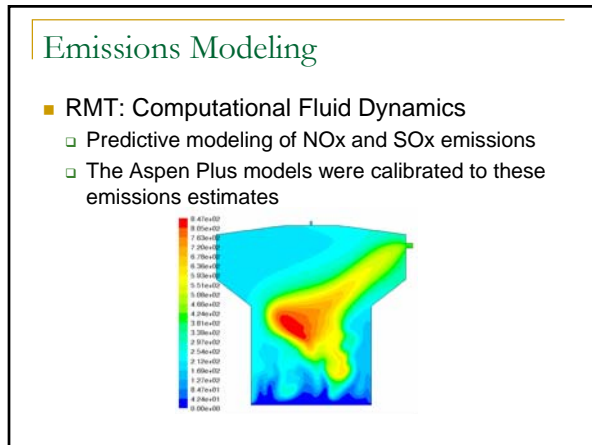 Emissions Modeling
■ RMT: Computational Fluid Dynamics
❑ Predictive modeling of NOx and SOx emissions
❑ The Aspen Plus models were calibrated to these
emissions estimates
8.47e+02
8.05e+02
7.63e+02
7.20e+02
6.78e+02
6.36e+02
5.93e+02
5.51e+02
5.08e+02
4.66e+02
4.24e+02
3.81e+02
3.39e+02
2.97e+02
2.54e+02
2.12e+02
1.69e+02
1.27e+02
8.47e+01
4.24e+01
0.00e+00